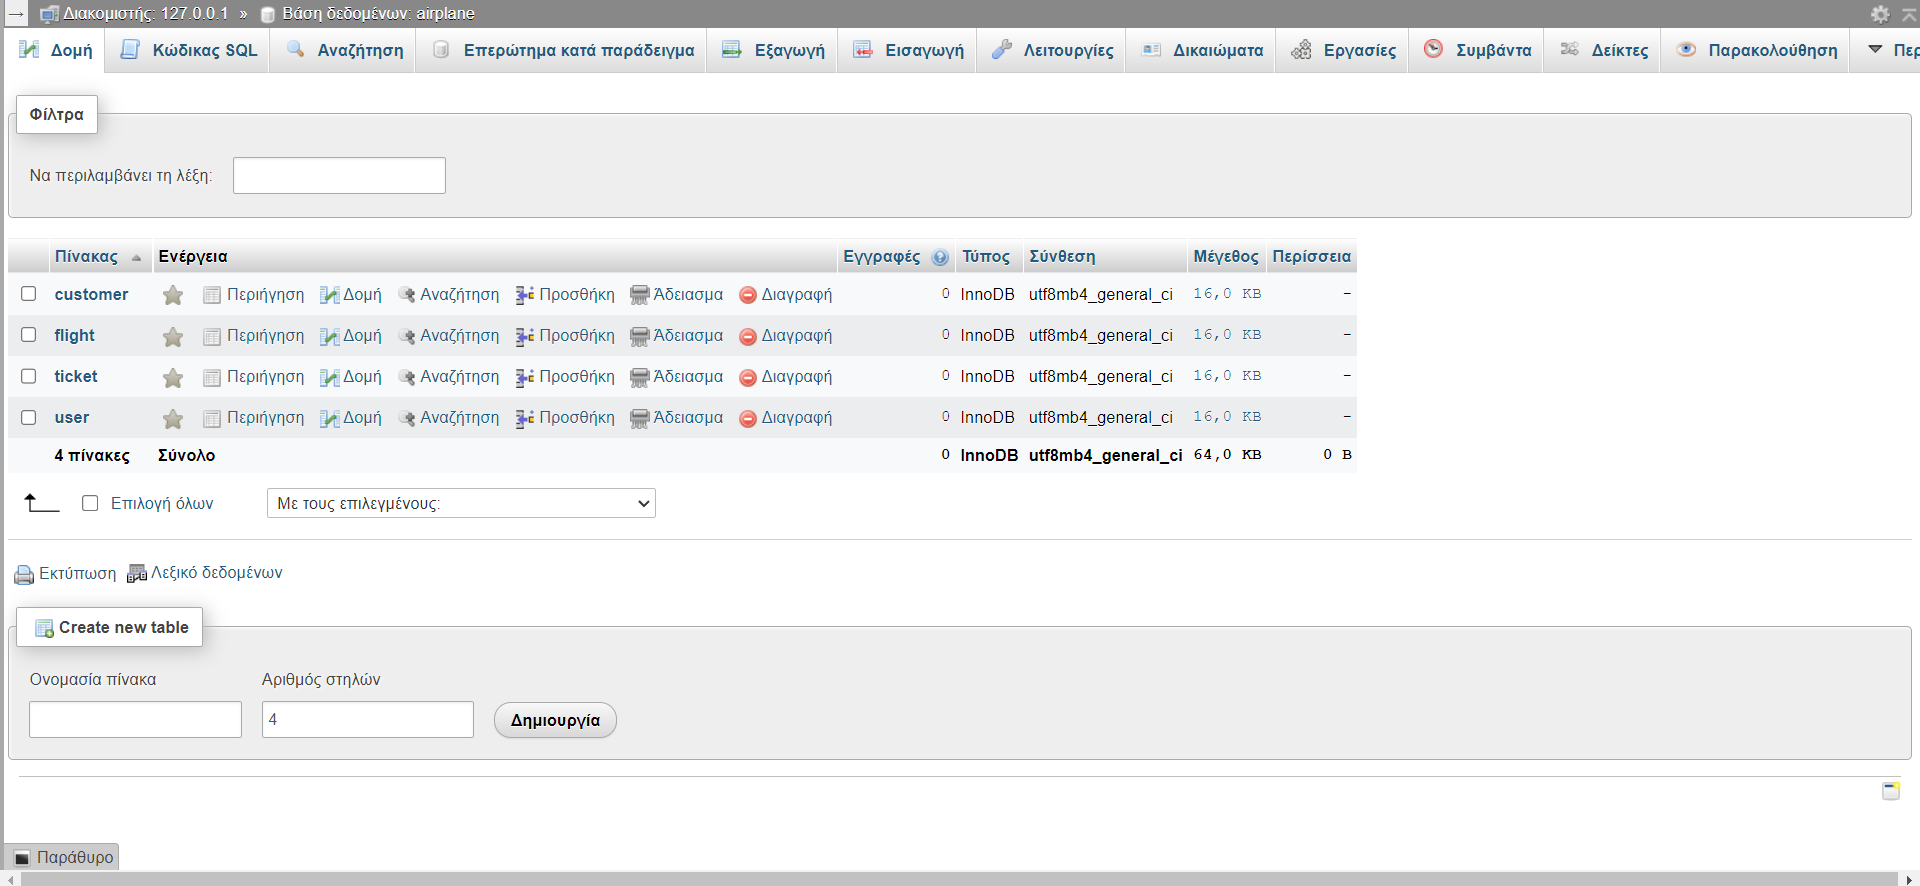 Διακομιστής: 127.0.0.1 » Βάση δεδομένων: airplane
Δομή Κώδικας SQL Αναζήτηση Επερώτημα κατά παράδειγμα Εξαγωγή Εισαγωγή Λειτουργίες Δικαιώματα Εργασίες Συμβάντα Δείκτες Παρακολούθηση
Φίλτρα
Να περιλαμβάνει τη λέξη:
Πίνακας Ενέργεια Εγγραφές Τύπος Σύνθεση Μέγεθος Περίσσεια
customer Περιήγηση Δομή Αναζήτηση Προσθήκη Άδειασμα Διαγραφή 0 InnoDB utf8mb4_general_ci 16,0 KB -
flight Περιήγηση Δομή Αναζήτηση Προσθήκη Άδειασμα Διαγραφή 0 InnoDB utf8mb4_general_ci 16,0 KB -
ticket Περιήγηση Δομή Αναζήτηση Προσθήκη Άδειασμα Διαγραφή 0 InnoDB utf8mb4_general_ci 16,0 KB -
user Περιήγηση Δομή Αναζήτηση Προσθήκη Άδειασμα Διαγραφή 0 InnoDB utf8mb4_general_ci 16,0 KB -
4 πίνακες Σύνολο 0 InnoDB utf8mb4_general_ci 64,0 KB 0 B
Επιλογή όλων Με τους επιλεγμένους:
Εκτύπωση Λεξικό δεδομένων
Create new table
Ονομασία πίνακα Αριθμός στηλών
4 Δημιουργία
Παράθυρο